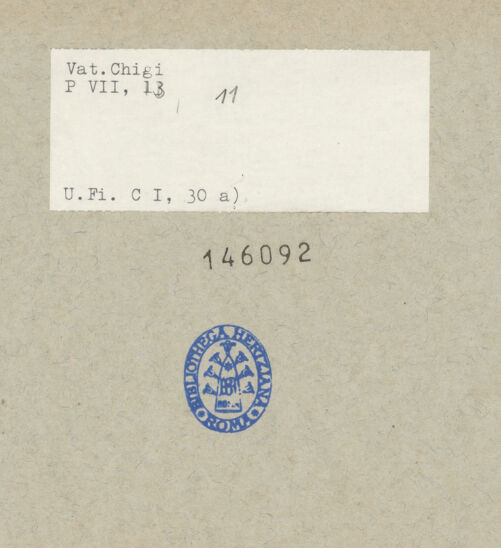 Vat.Chigi
P VII, 13 11
U.Fi. C I, 30 a)
146092
BIBLIOTHECA HERTZIANA
ROMA